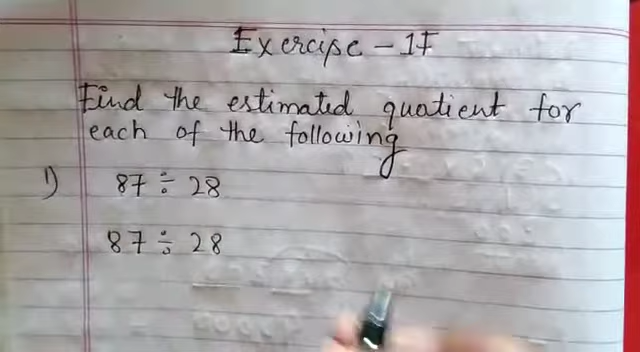 Exercise - 1F
Find the estimated quotient for
each of the following
1) 87 ÷ 28
87 ÷ 28